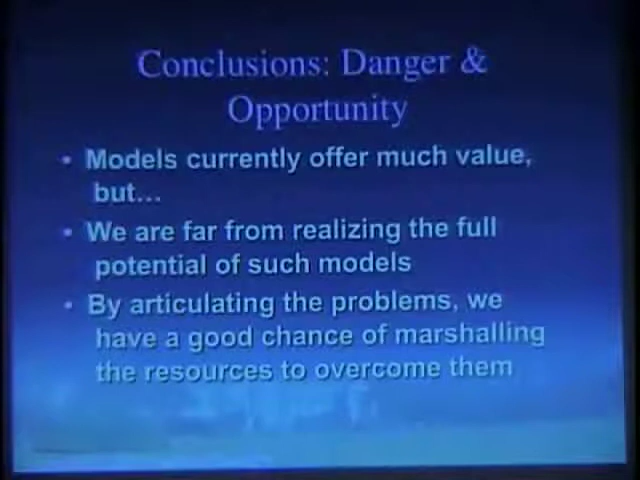 Conclusions: Danger &
Opportunity
• Models currently offer much value,
but...
• We are far from realizing the full
potential of such models
• By articulating the problems, we
have a good chance of marshalling
the resources to overcome them